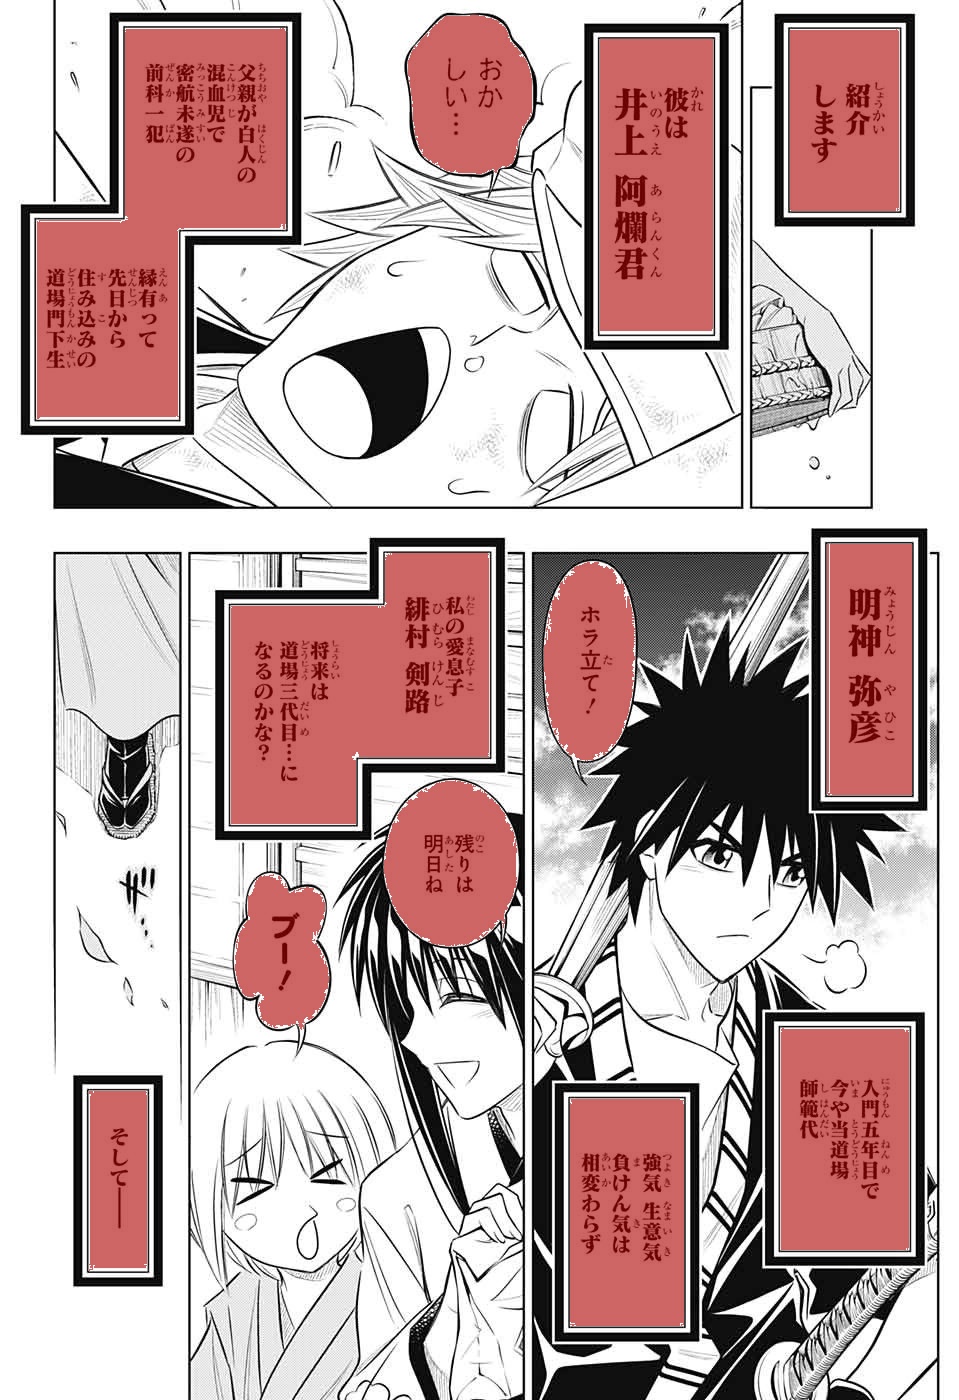 紹介
します
彼は
井上 阿爛君
おか
しい…
父親が白人の
混血児で
密航未遂の
前科一犯
縁有って
先日から
住み込みの
道場門下生
明神 弥彦
ホラ立て!
入門五年目で
今や当道場
師範代
強気 生意気
負けん気は
相変わらず
私の愛息子
緋村 剣路
将来は
道場三代目…に
なるのかな?
残りは
明日ね
ブー!
ザ…
そして――